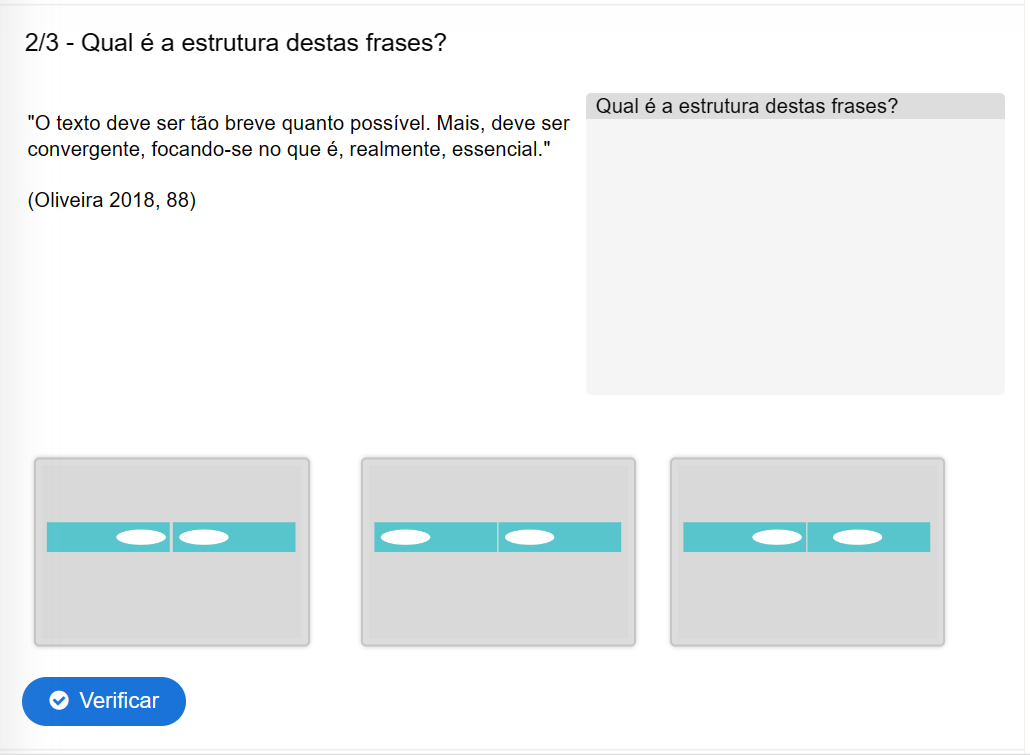 2/3 - Qual é a estrutura destas frases?
"O texto deve ser tão breve quanto possível. Mais, deve ser
convergente, focando-se no que é, realmente, essencial."
(Oliveira 2018, 88)
Qual é a estrutura destas frases?
Verificar